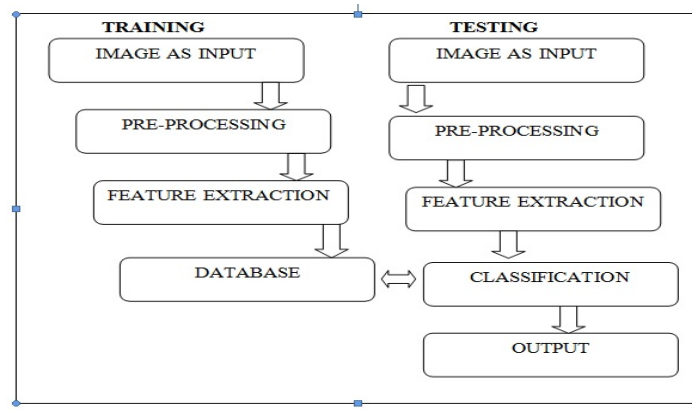 TRAINING
IMAGE AS INPUT
PRE-PROCESSING
FEATURE EXTRACTION
DATABASE
TESTING
IMAGE AS INPUT
PRE-PROCESSING
FEATURE EXTRACTION
CLASSIFICATION
OUTPUT